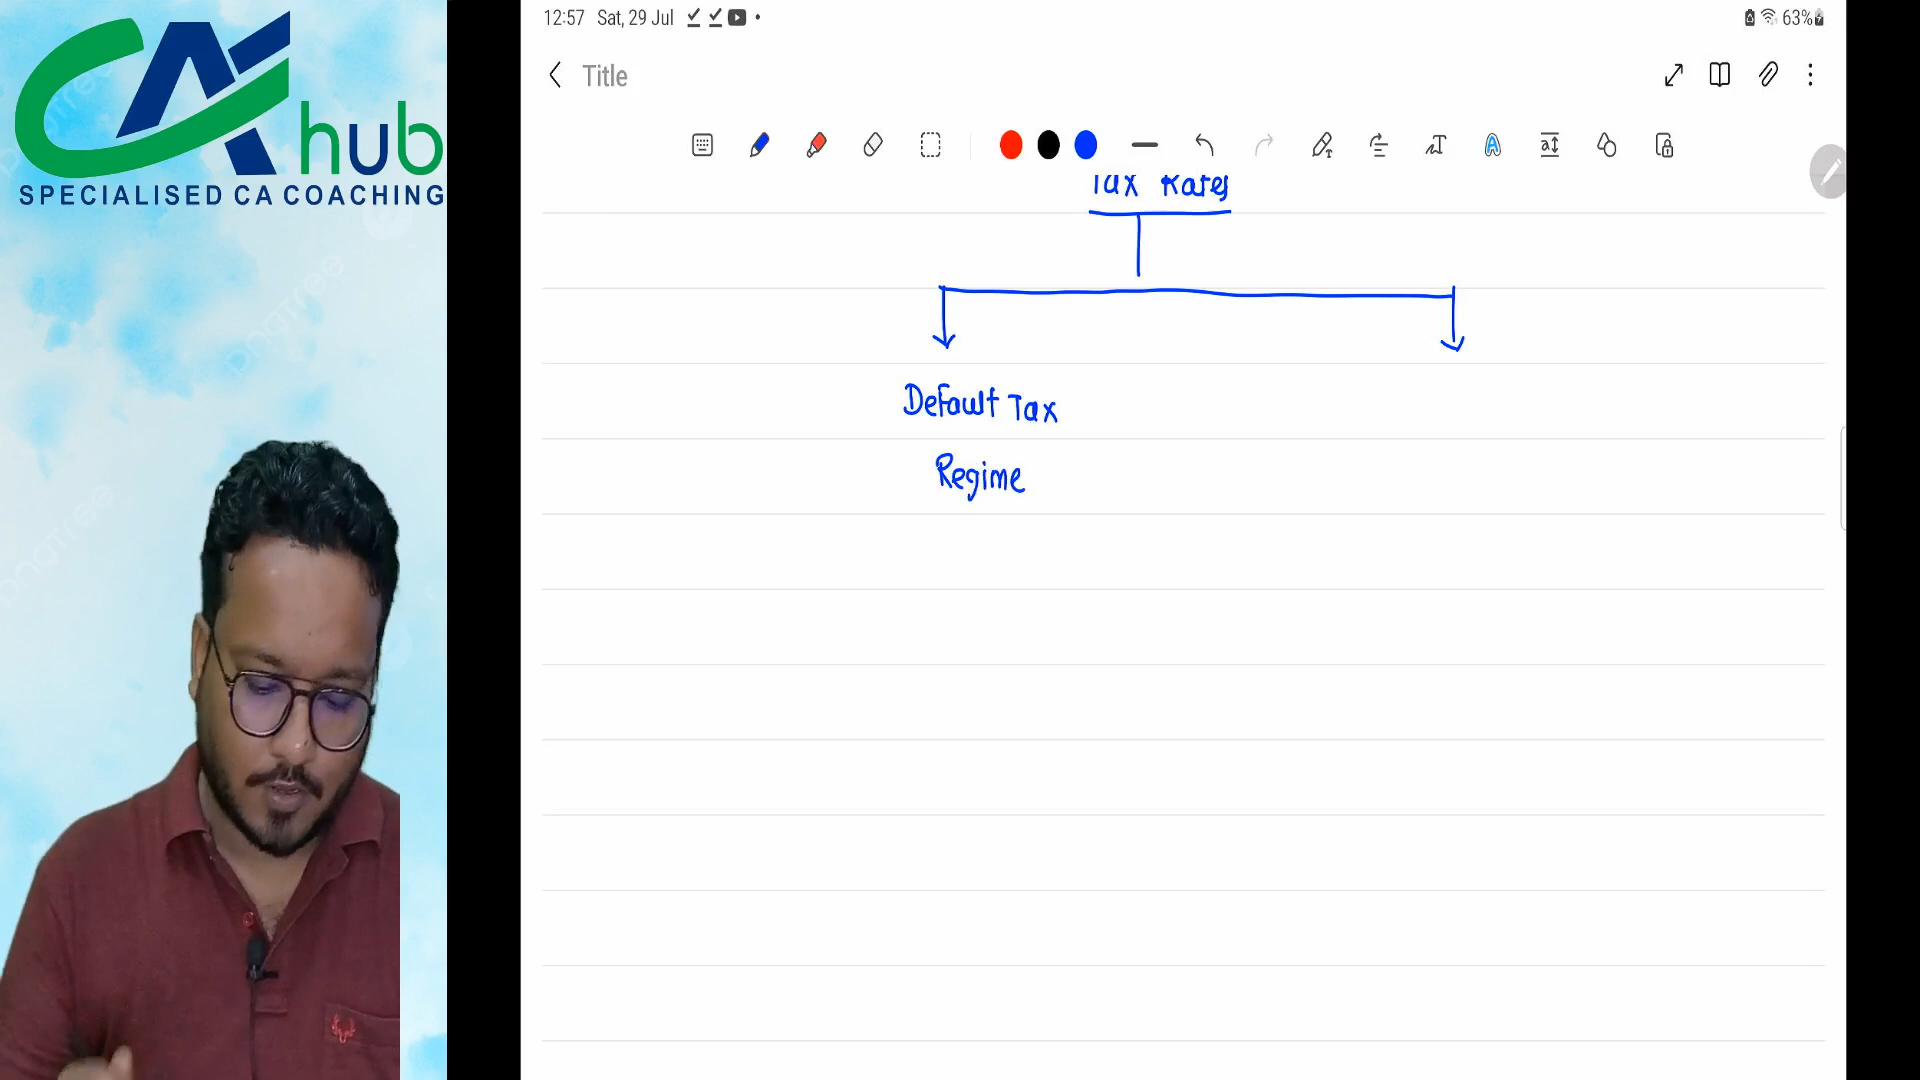 CA hub
SPECIALISED CA COACHING
12:57 Sat, 29 Jul
63%
Title
Tax Rates
Default Tax
Regime